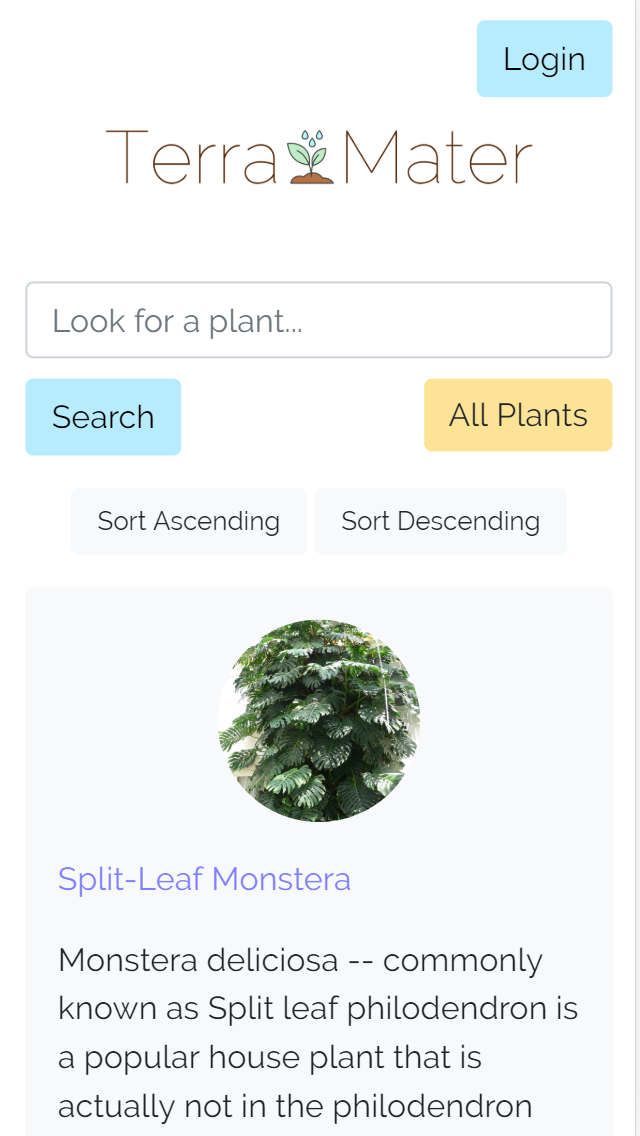 Login
Terra Mater
Look for a plant...
Search
All Plants
Sort Ascending
Sort Descending
Split-Leaf Monstera
Monstera deliciosa -- commonly
known as Split leaf philodendron is
a popular house plant that is
actually not in the philodendron